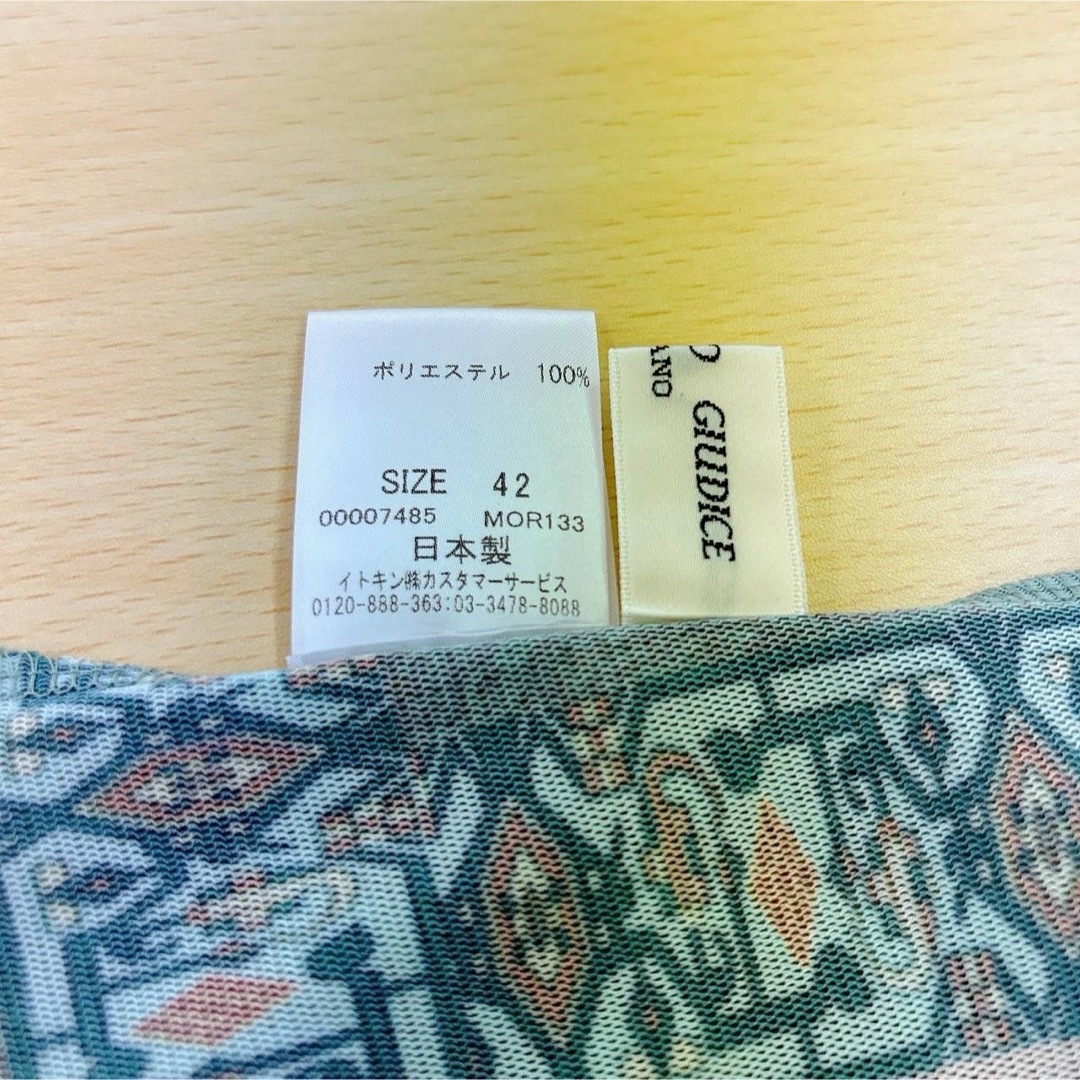 ポリエステル 100%
SIZE 42
00007485 MOR133
日本製
イトキン㈱カスタマーサービス
0120-888-363:03-3478-8088
GIUDICE